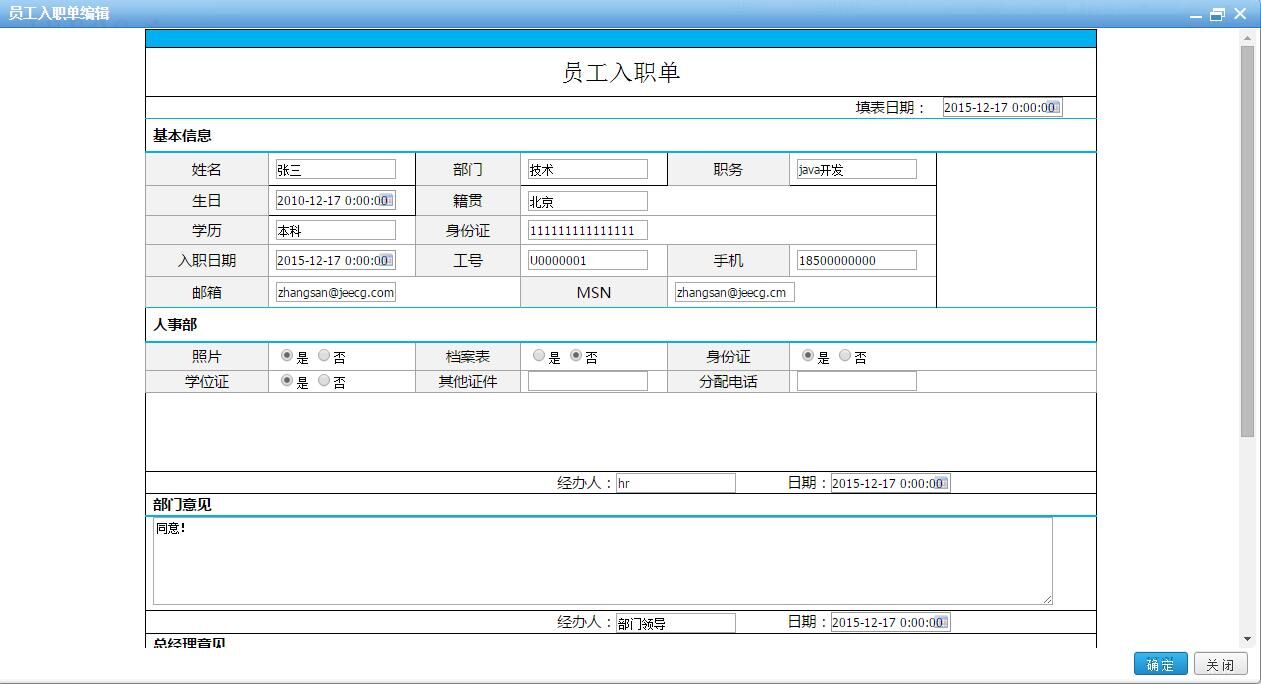 员工入职单编辑
员工入职单
填表日期： 2015-12-17 0:00:00
基本信息
姓名 张三 部门 技术 职务 java开发
生日 2010-12-17 0:00:00 籍贯 北京
学历 本科 身份证 111111111111111
入职日期 2015-12-17 0:00:00 工号 U0000001 手机 18500000000
邮箱 zhangsan@jeecg.com MSN zhangsan@jeecg.cm
人事部
照片 是 否 档案表 是 否 身份证 是 否
学位证 是 否 其他证件 分配电话
经办人：hr 日期：2015-12-17 0:00:00
部门意见
同意!
经办人：部门领导 日期：2015-12-17 0:00:00
总经理意见
确定 关闭